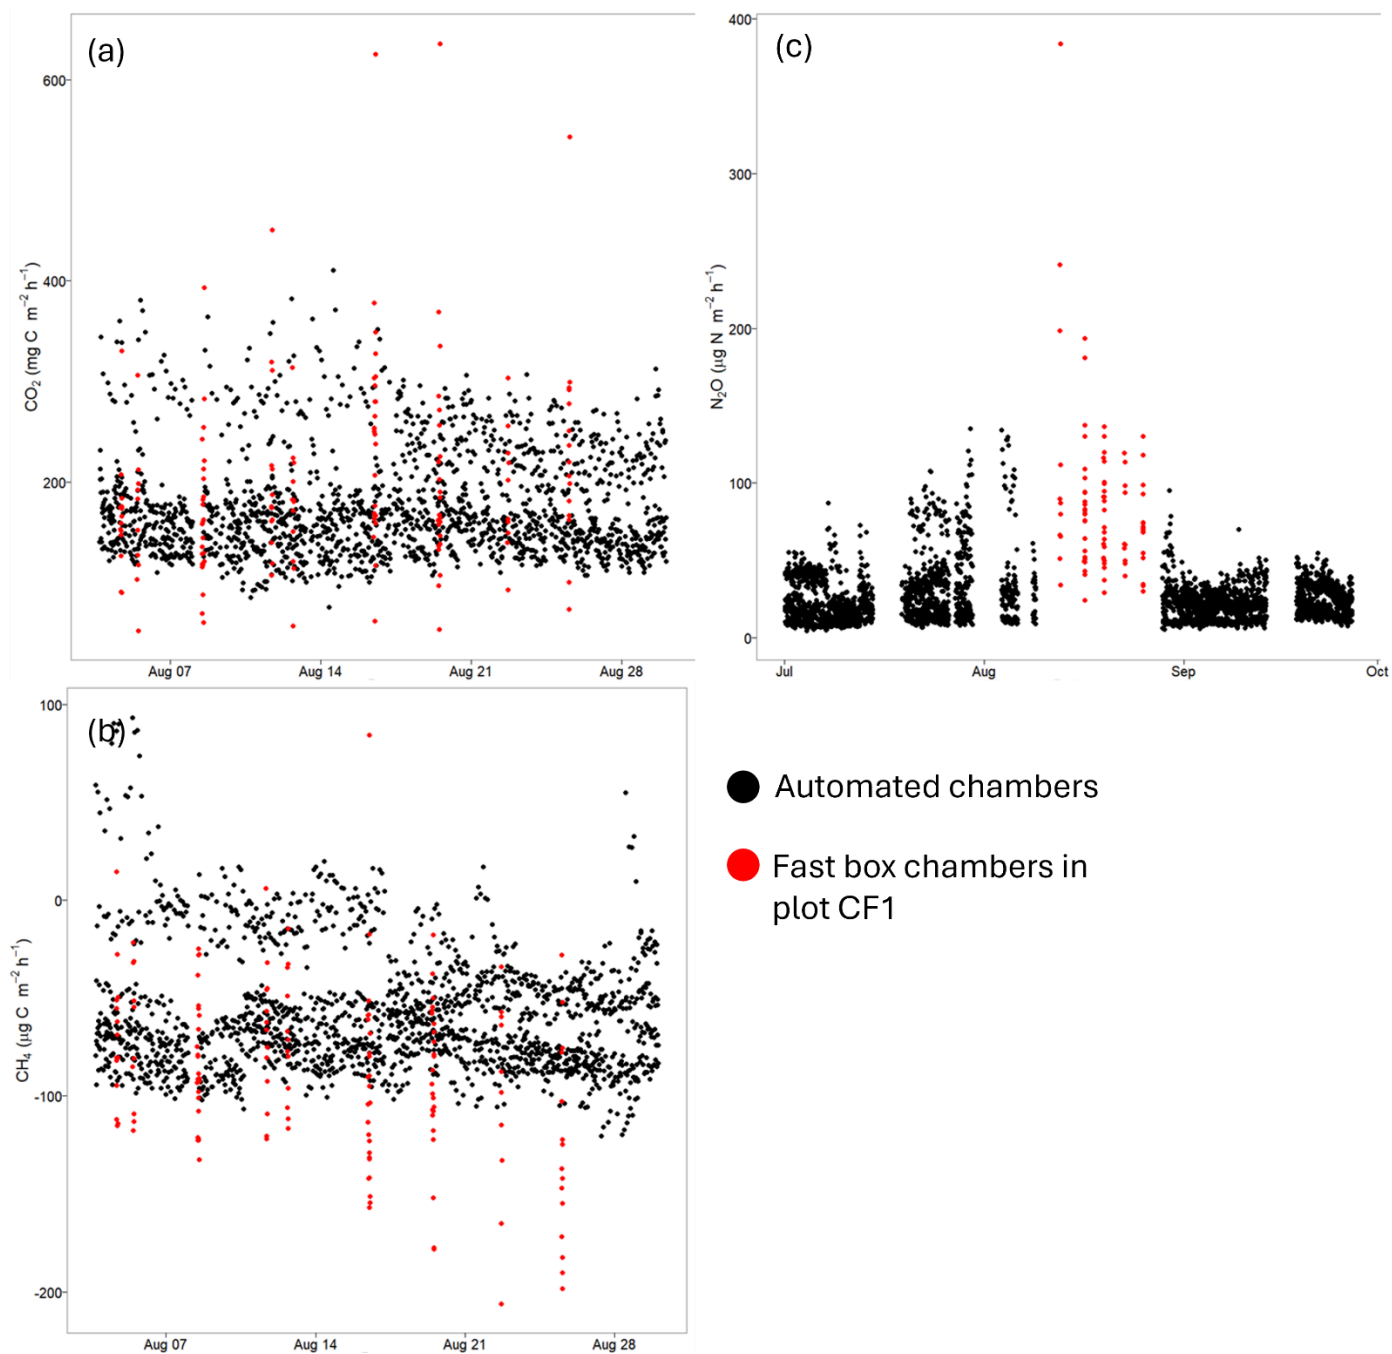 (a)
600
400
200
CO₂ (mg C m⁻² h⁻¹)
Aug 07 Aug 14 Aug 21 Aug 28
(c)
400
300
200
100
0
N₂O (µg N m⁻² h⁻¹)
Jul Aug Sep Oct
(b)
100
0
-100
-200
CH₄ (µg C m⁻² h⁻¹)
Aug 07 Aug 14 Aug 21 Aug 28
Automated chambers
Fast box chambers in
plot CF1